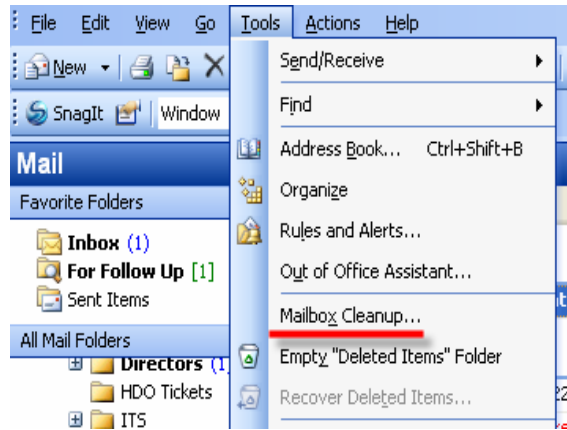 File Edit View Go Tools Actions Help
New
SnagIt Window
Mail
Favorite Folders
Inbox (1)
For Follow Up [1]
Sent Items
All Mail Folders
Directors (1
HDO Tickets
ITS
Send/Receive
Find
Address Book... Ctrl+Shift+B
Organize
Rules and Alerts...
Out of Office Assistant...
Mailbox Cleanup...
Empty "Deleted Items" Folder
Recover Deleted Items...